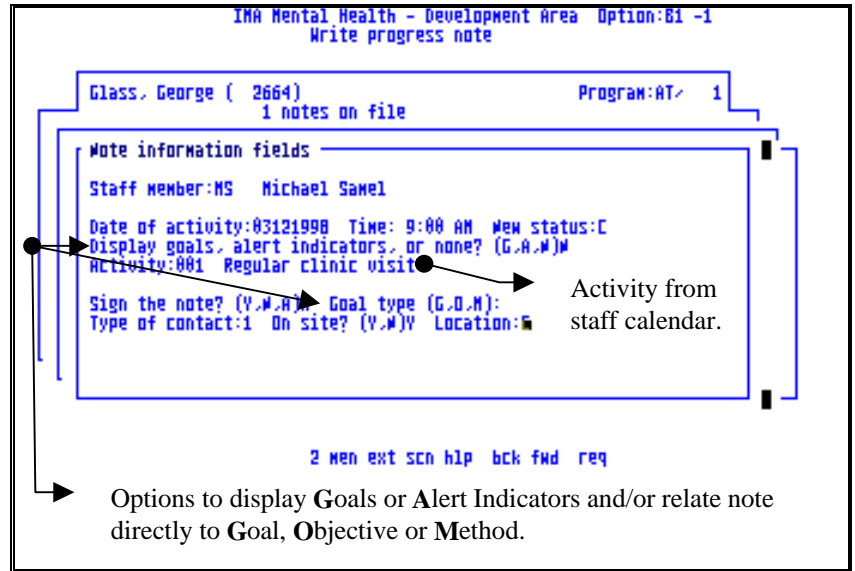 IMA Mental Health - Development Area Option:B1 -1
Write progress note
Glass, George ( 2664) Program:AT/ 1
1 notes on file
Note information fields
Staff member:MS Michael Samel
Date of activity:03121998 Time: 9:00 AM New status:C
Display goals, alert indicators, or none? (G,A,N)N
Activity:001 Regular clinic visit
Sign the note? (Y,N,A) Goal type (G,O,M):
Type of contact:1 On site? (Y,N)Y Location:
Activity from
staff calendar.
2 men ext scn hlp bck fwd req
Options to display Goals or Alert Indicators and/or relate note
directly to Goal, Objective or Method.